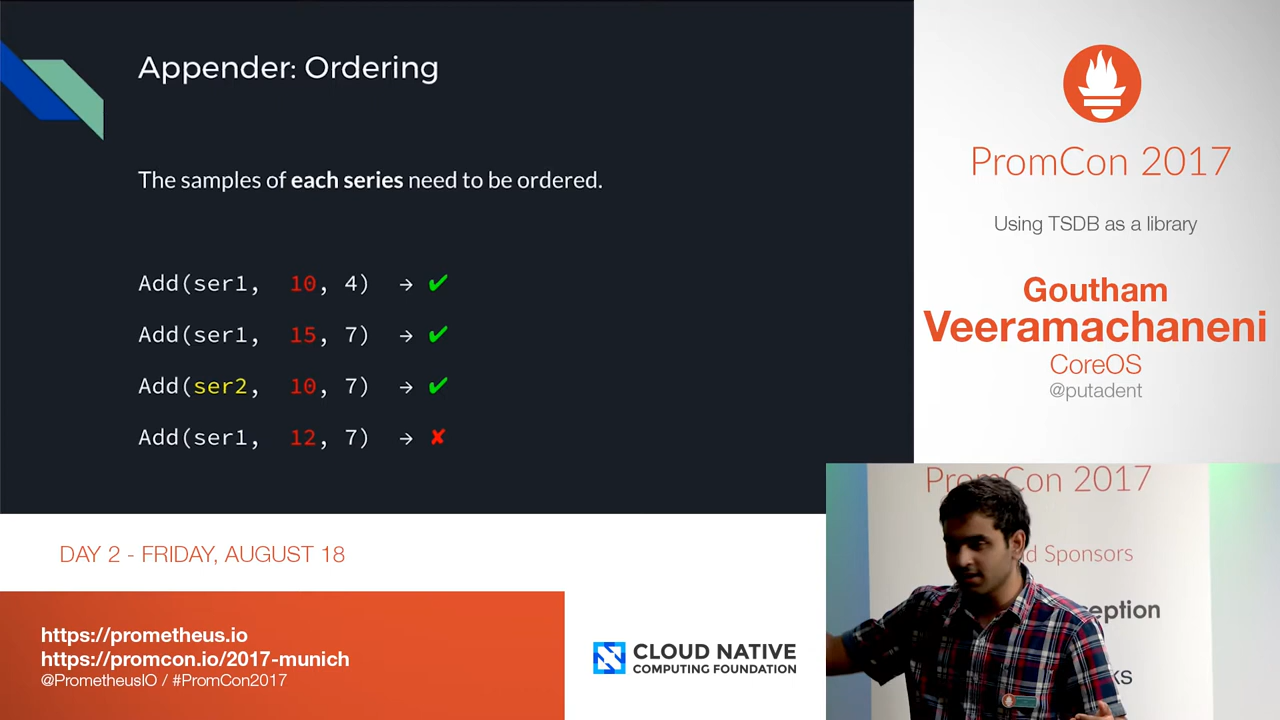 Appender: Ordering
The samples of each series need to be ordered.
Add(ser1, 10, 4) → ✔
Add(ser1, 15, 7) → ✔
Add(ser2, 10, 7) → ✔
Add(ser1, 12, 7) → ✘
PromCon 2017
Using TSDB as a library
Goutham
Veeramachaneni
CoreOS
@putadent
DAY 2 - FRIDAY, AUGUST 18
https://prometheus.io
https://promcon.io/2017-munich
@PrometheusIO / #PromCon2017
CLOUD NATIVE
COMPUTING FOUNDATION
PromCon 2017
Sponsors